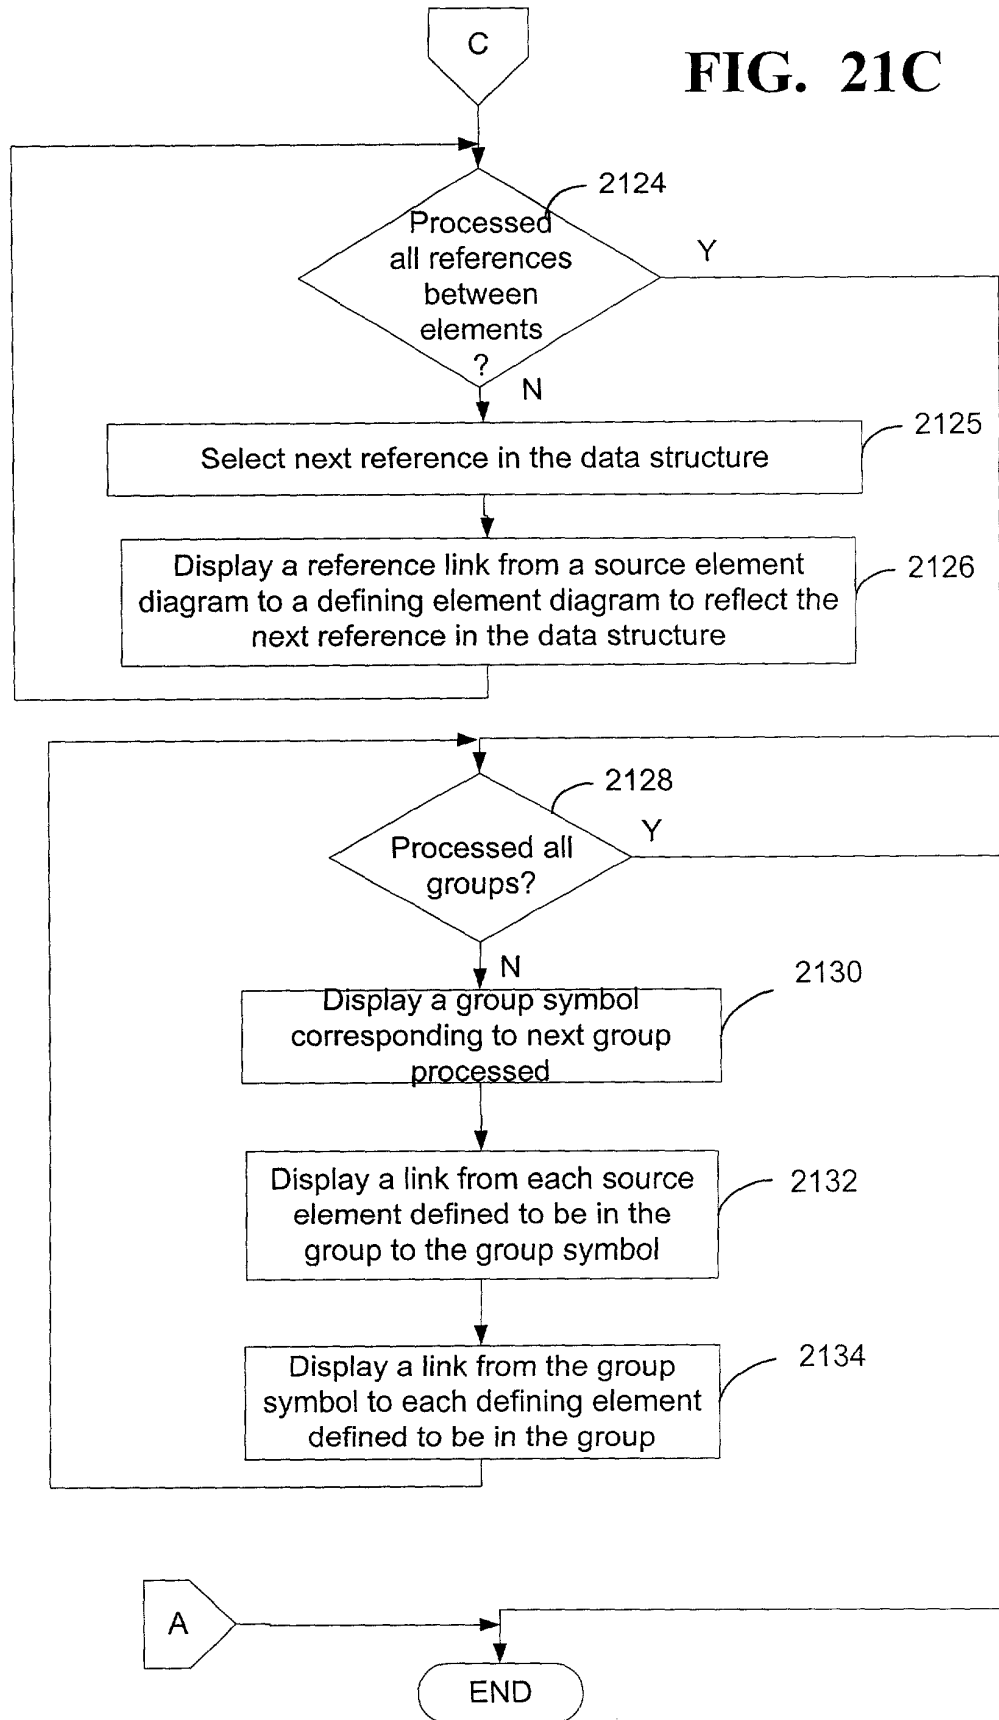 C
FIG. 21C
2124
Processed
all references
between
elements
?
Y
N
2125
Select next reference in the data structure
2126
Display a reference link from a source element
diagram to a defining element diagram to reflect the
next reference in the data structure
2128
Processed all
groups?
Y
N
2130
Display a group symbol
corresponding to next group
processed
2132
Display a link from each source
element defined to be in the
group to the group symbol
2134
Display a link from the group
symbol to each defining element
defined to be in the group
A
END